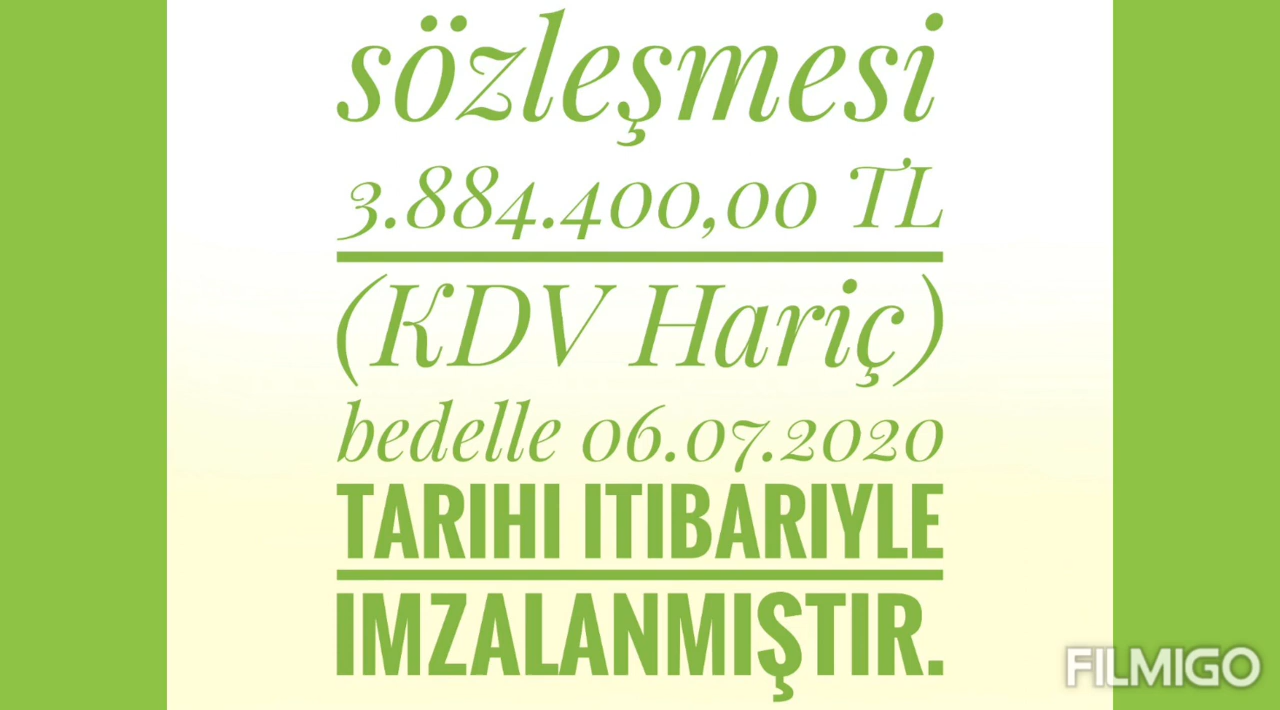 sözleşmesi
3.884.400,00 TL
(KDV Hariç)
bedelle 06.07.2020
TARIHI ITIBARIYLE
IMZALANMIŞTIR.
FILMIGO